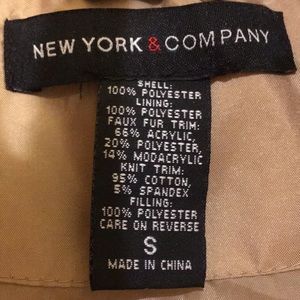 NEW YORK & COMPANY
SHELL:
100% POLYESTER
LINING:
100% POLYESTER
FAUX FUR TRIM:
66% ACRYLIC,
20% POLYESTER,
14% MODACRYLIC
KNIT TRIM:
95% COTTON,
5% SPANDEX
FILLING:
100% POLYESTER
CARE ON REVERSE
S
MADE IN CHINA